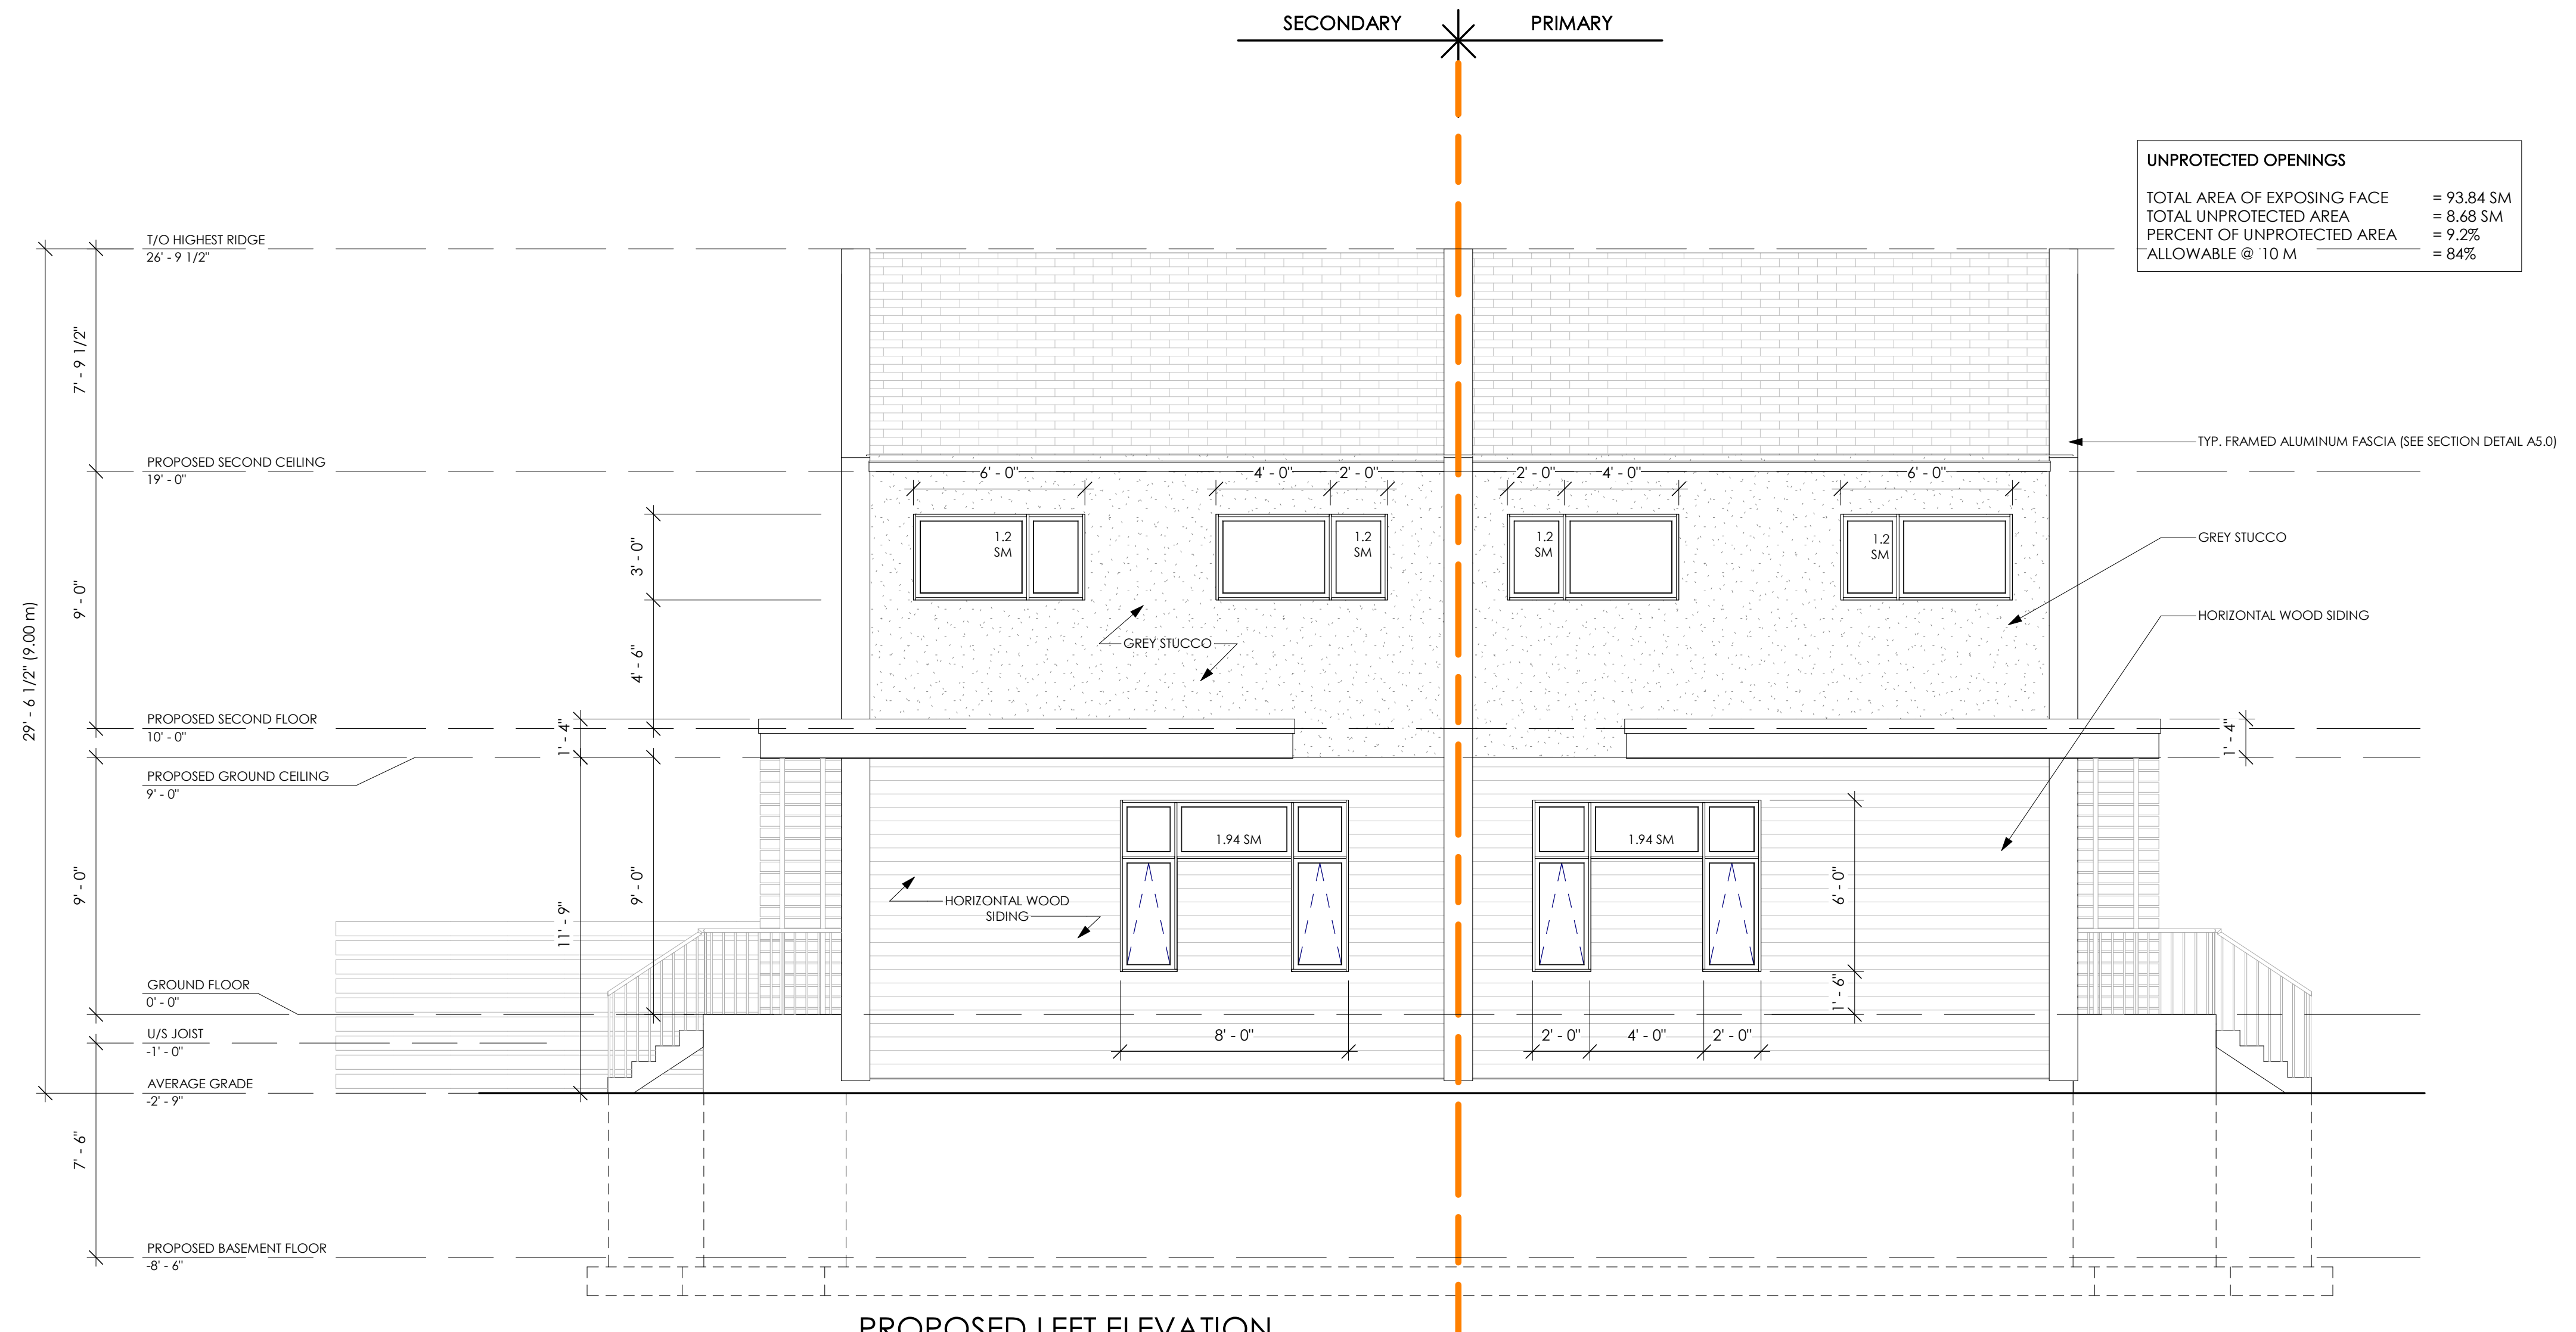 SECONDARY PRIMARY
UNPROTECTED OPENINGS
TOTAL AREA OF EXPOSING FACE = 93.84 SM
TOTAL UNPROTECTED AREA = 8.68 SM
PERCENT OF UNPROTECTED AREA = 9.2%
ALLOWABLE @ 10 M = 84%
T/O HIGHEST RIDGE
26' - 9 1/2"
7' - 9 1/2"
TYP. FRAMED ALUMINUM FASCIA (SEE SECTION DETAIL A5.0)
PROPOSED SECOND CEILING
19' - 0"
6' - 0" 4' - 0" 2' - 0" 2' - 0" 4' - 0" 6' - 0"
1.2
SM
1.2
SM
1.2
SM
1.2
SM
3' - 0"
9' - 0"
4' - 6"
GREY STUCCO
GREY STUCCO
HORIZONTAL WOOD SIDING
29' - 6 1/2" (9.00 m)
PROPOSED SECOND FLOOR
10' - 0"
1' - 4"
1' - 4"
PROPOSED GROUND CEILING
9' - 0"
1.94 SM
1.94 SM
9' - 0"
9' - 0"
11' - 9"
6' - 0"
HORIZONTAL WOOD
SIDING
GROUND FLOOR
0' - 0"
1' - 6"
U/S JOIST
-1' - 0"
8' - 0" 2' - 0" 4' - 0" 2' - 0"
AVERAGE GRADE
-2' - 9"
7' - 6"
PROPOSED BASEMENT FLOOR
-8' - 6"
PROPOSED LEFT ELEVATION